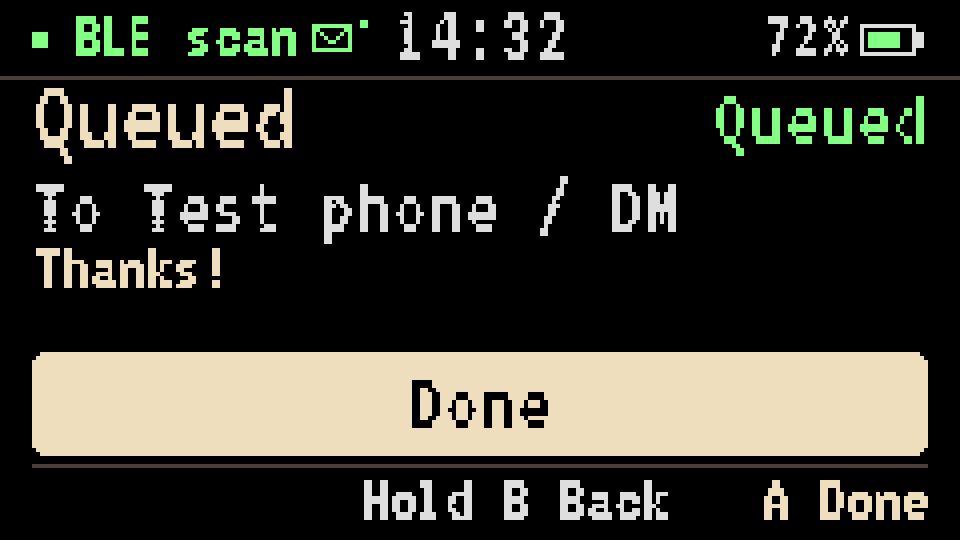 BLE scan 14:32 72%
Queued Queued
To Test phone / DM
Thanks!
Done
Hold B Back A Done